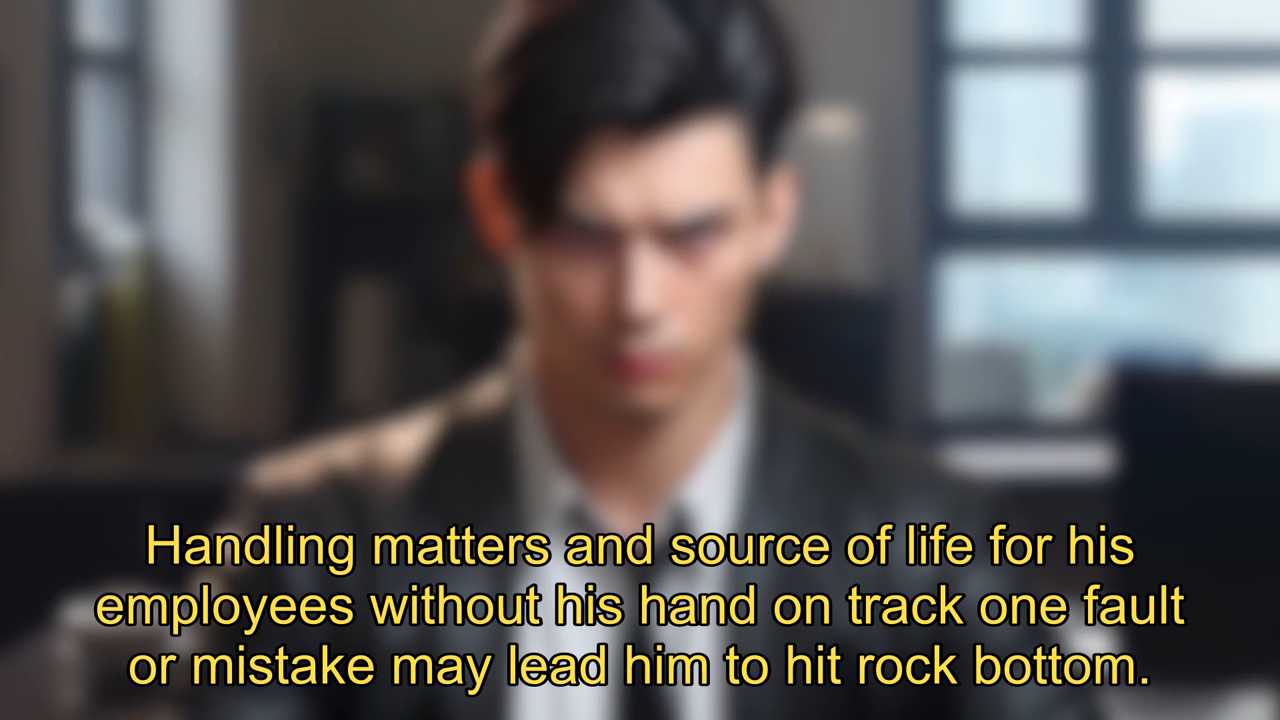 Handling matters and source of life for his
employees without his hand on track one fault
or mistake may lead him to hit rock bottom.